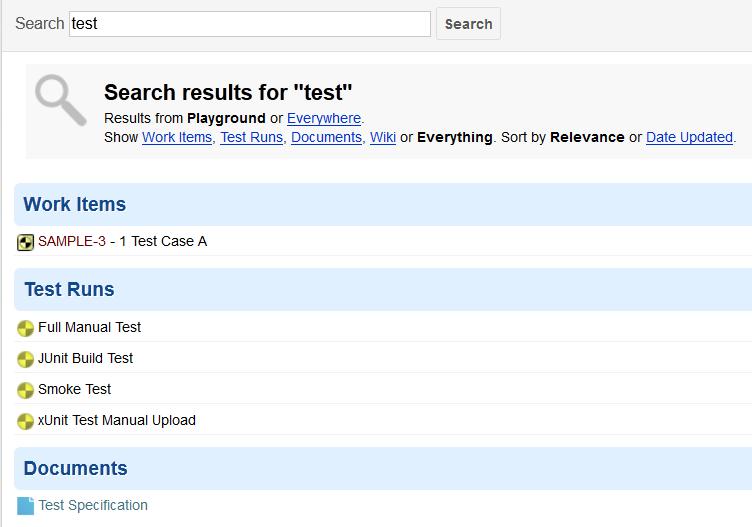 Search test Search
Search results for "test"
Results from Playground or Everywhere.
Show Work Items, Test Runs, Documents, Wiki or Everything. Sort by Relevance or Date Updated.
Work Items
SAMPLE-3 - 1 Test Case A
Test Runs
Full Manual Test
JUnit Build Test
Smoke Test
xUnit Test Manual Upload
Documents
Test Specification